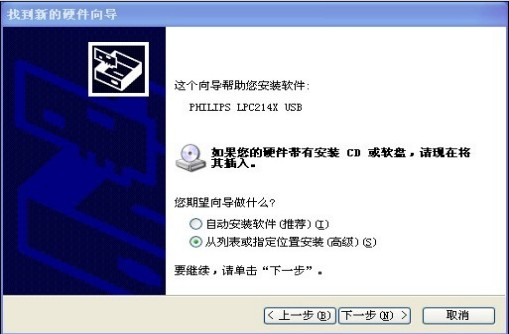 找到新的硬件向导
这个向导帮助您安装软件:
PHILIPS LPC214X USB
如果您的硬件带有安装 CD 或软盘，请现在将
其插入。
您期望向导做什么?
自动安装软件(推荐)(I)
从列表或指定位置安装(高级)(S)
要继续，请单击“下一步”。
< 上一步(B) 下一步(N) > 取消